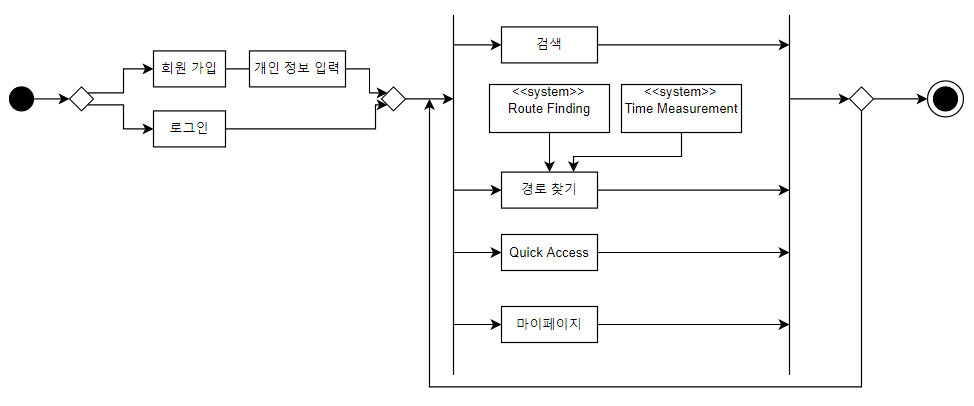 회원 가입
개인 정보 입력
로그인
검색
<<system>>
Route Finding
<<system>>
Time Measurement
경로 찾기
Quick Access
마이페이지